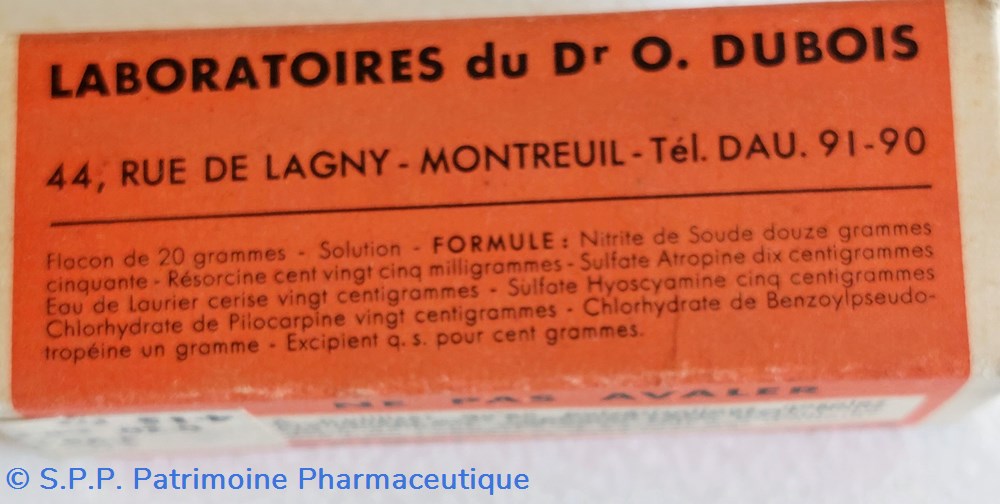 LABORATOIRES du Dr O. DUBOIS
44, RUE DE LAGNY - MONTREUIL - Tél. DAU. 91-90
Flacon de 20 grammes - Solution - FORMULE : Nitrite de Soude douze grammes
cinquante - Résorcine cent vingt cinq milligrammes - Sulfate Atropine dix centigrammes
Eau de Laurier cerise vingt centigrammes - Sulfate Hyoscyamine cinq centigrammes
Chlorhydrate de Pilocarpine vingt centigrammes - Chlorhydrate de Benzoylpseudo-
tropéine un gramme - Excipient q. s. pour cent grammes.
NE PAS AVALER
© S.P.P. Patrimoine Pharmaceutique